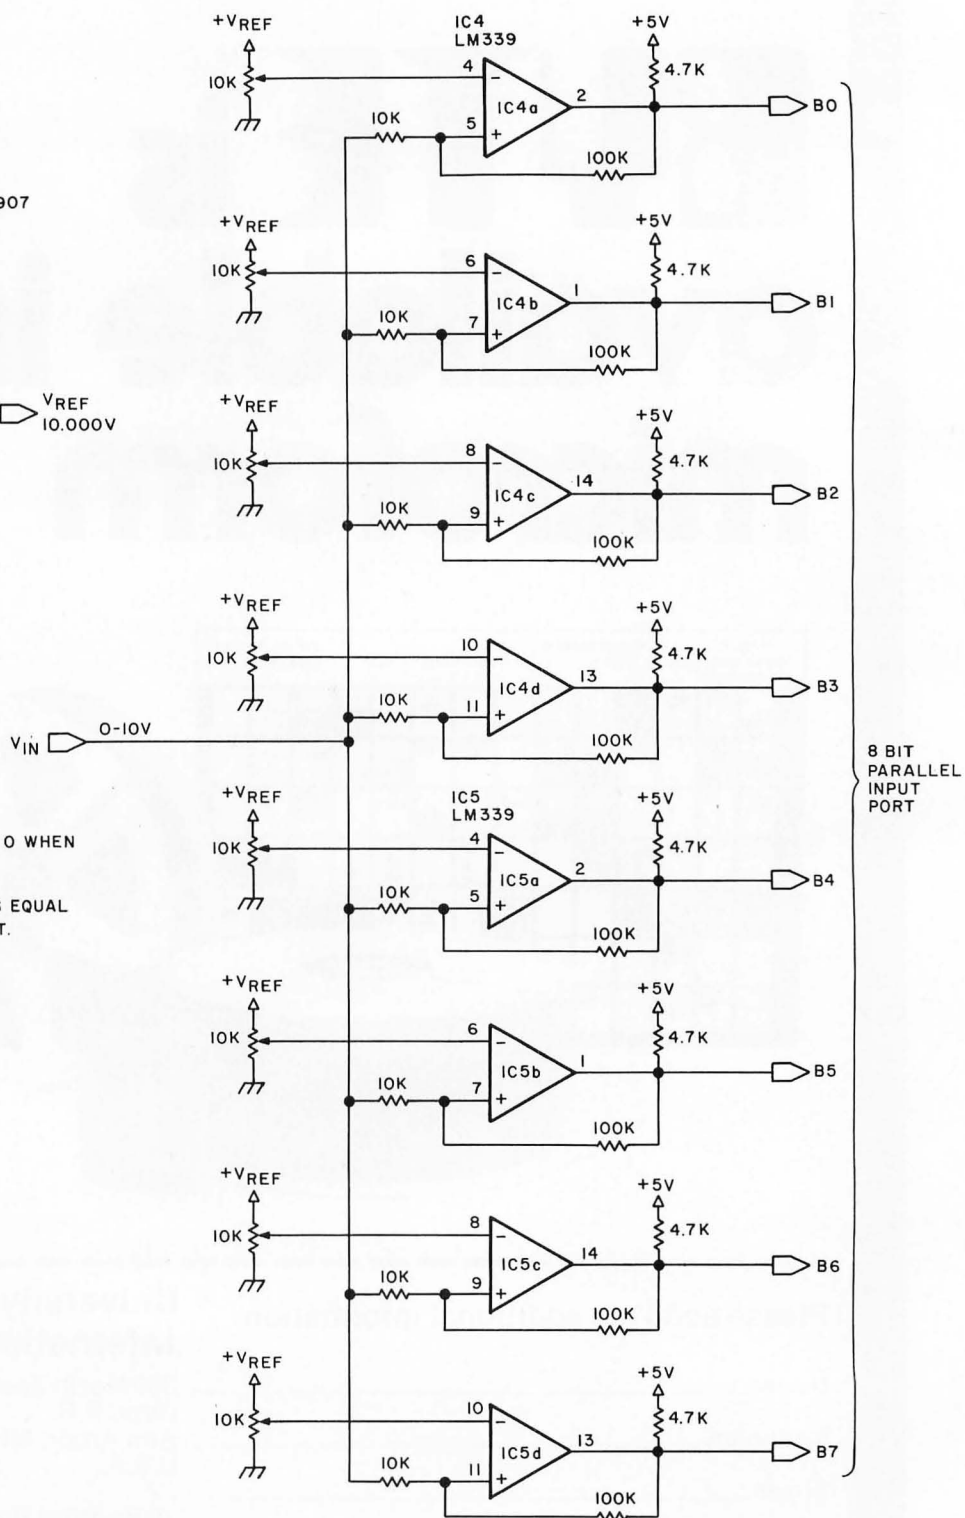 +VREF
10K
IC4
LM339
4
-
IC4a
5
+
2
10K
100K
+5V
4.7K
B0
907
+VREF
10K
6
-
IC4b
7
+
1
10K
100K
+5V
4.7K
B1
VREF
10.000V
+VREF
10K
8
-
IC4c
9
+
14
10K
100K
+5V
4.7K
B2
+VREF
10K
10
-
IC4d
11
+
13
10K
100K
+5V
4.7K
B3
VIN
0-10V
8 BIT
PARALLEL
INPUT
PORT
+VREF
10K
IC5
LM339
4
-
IC5a
5
+
2
10K
100K
+5V
4.7K
B4
0 WHEN
EQUAL
T.
+VREF
10K
6
-
IC5b
7
+
1
10K
100K
+5V
4.7K
B5
+VREF
10K
8
-
IC5c
9
+
14
10K
100K
+5V
4.7K
B6
+VREF
10K
10
-
IC5d
11
+
13
10K
100K
+5V
4.7K
B7